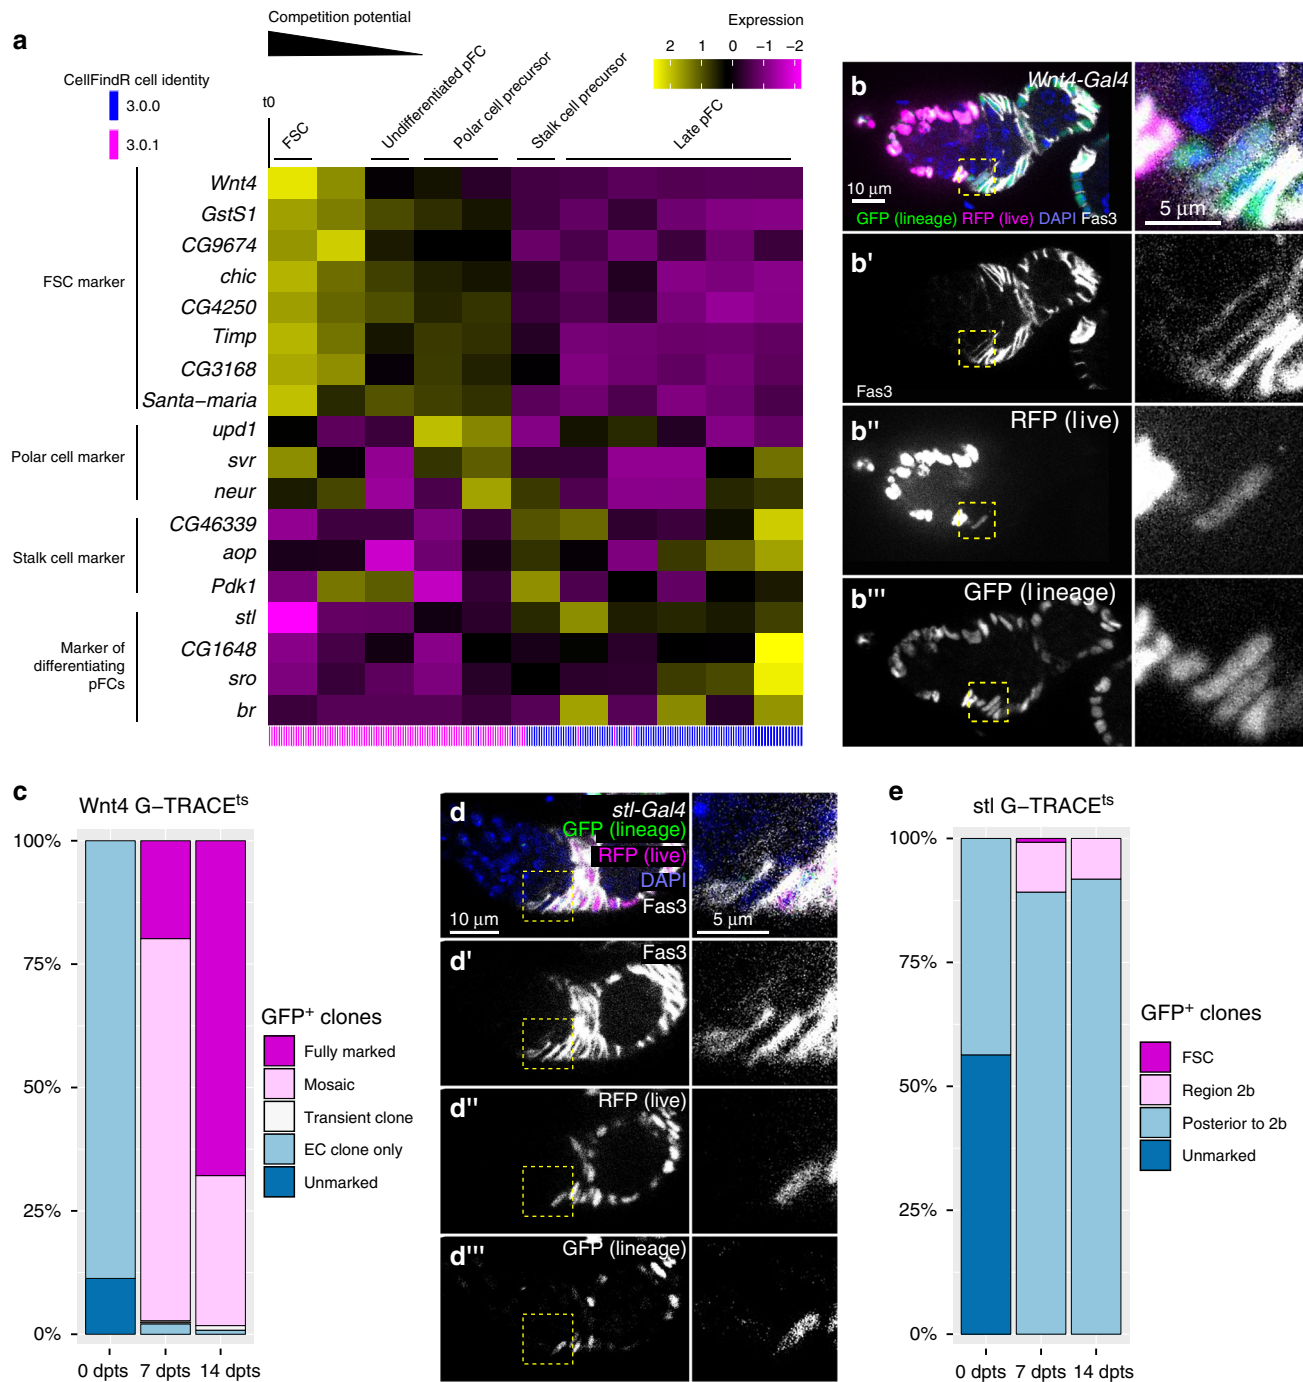 a
Competition potential
Expression
2 1 0 −1 −2
CellFindR cell identity
3.0.0
3.0.1
t0
FSC
Undifferentiated pFC
Polar cell precursor
Stalk cell precursor
Late pFC
FSC marker
Wnt4
GstS1
CG9674
chic
CG4250
Timp
CG3168
Santa−maria
Polar cell marker
upd1
svr
neur
Stalk cell marker
CG46339
aop
Pdk1
Marker of
differentiating
pFCs
stl
CG1648
sro
br
b
Wnt4-Gal4
10 μm
GFP (lineage) RFP (live) DAPI Fas3
5 μm
b'
Fas3
b''
RFP (live)
b'''
GFP (lineage)
c
Wnt4 G−TRACEts
100%
75%
50%
25%
0%
0 dpts 7 dpts 14 dpts
GFP+ clones
Fully marked
Mosaic
Transient clone
EC clone only
Unmarked
d
stl-Gal4
GFP (lineage)
RFP (live)
DAPI
Fas3
10 μm
5 μm
d'
Fas3
d''
RFP (live)
d'''
GFP (lineage)
e
stl G−TRACEts
100%
75%
50%
25%
0%
0 dpts 7 dpts 14 dpts
GFP+ clones
FSC
Region 2b
Posterior to 2b
Unmarked